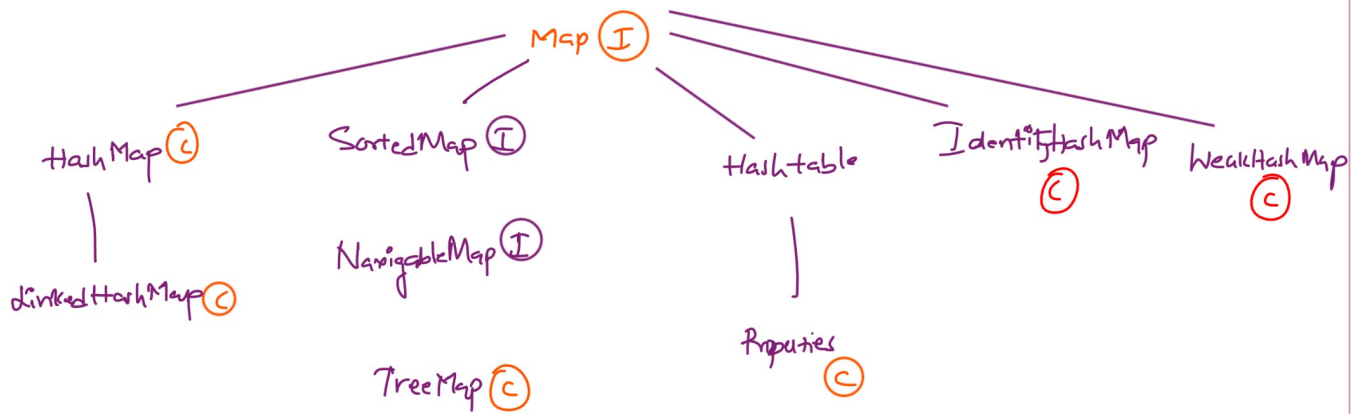 Map I
HashMap C
SortedMap I
Hashtable
IdentityHashMap
C
WeakHashMap
C
NavigableMap I
LinkedHashMap C
Properties
C
TreeMap C